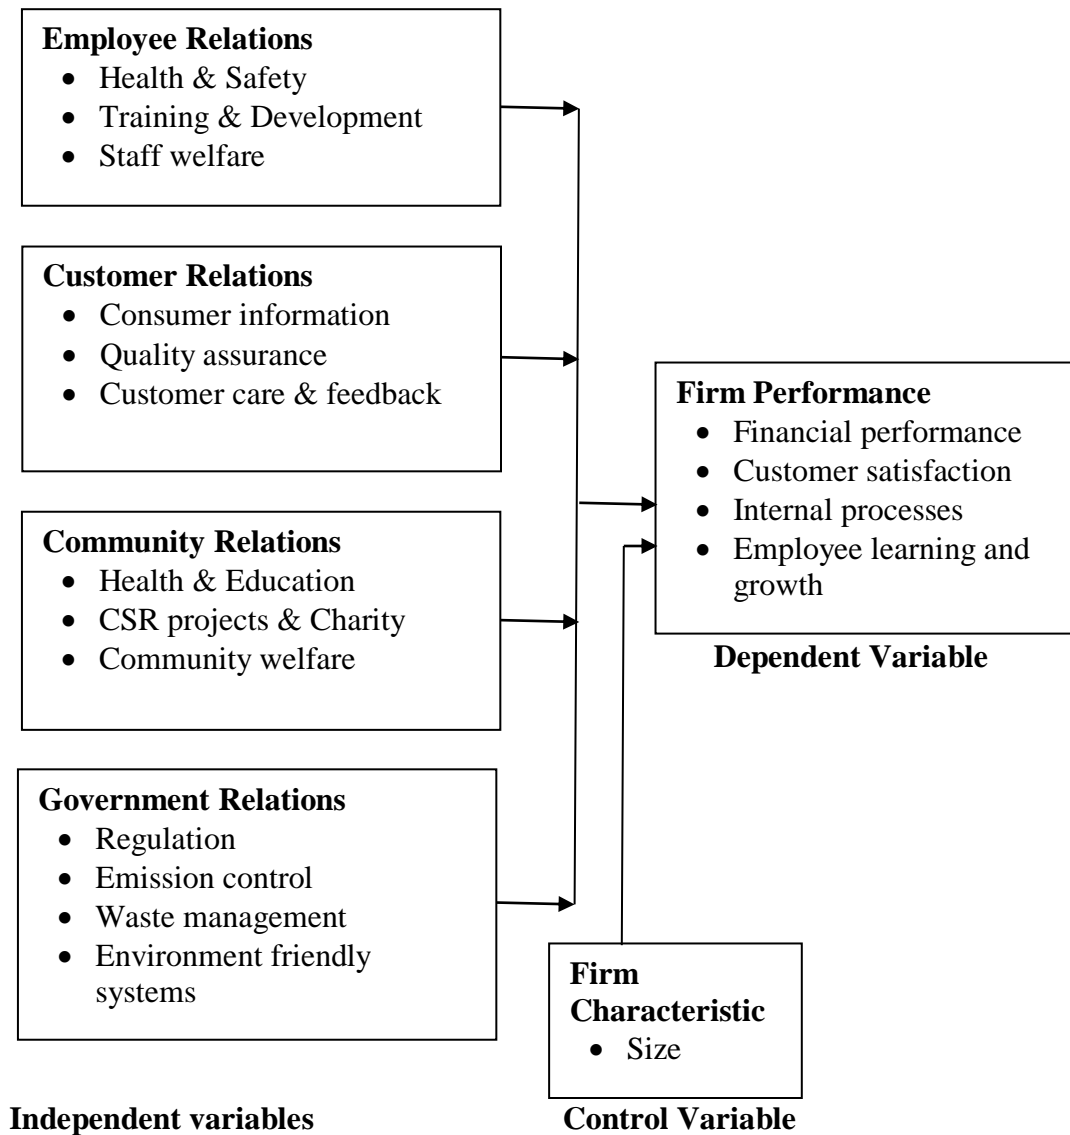 Employee Relations
• Health & Safety
• Training & Development
• Staff welfare
Customer Relations
• Consumer information
• Quality assurance
• Customer care & feedback
Community Relations
• Health & Education
• CSR projects & Charity
• Community welfare
Government Relations
• Regulation
• Emission control
• Waste management
• Environment friendly
systems
Independent variables
Firm Performance
• Financial performance
• Customer satisfaction
• Internal processes
• Employee learning and
growth
Dependent Variable
Firm
Characteristic
• Size
Control Variable